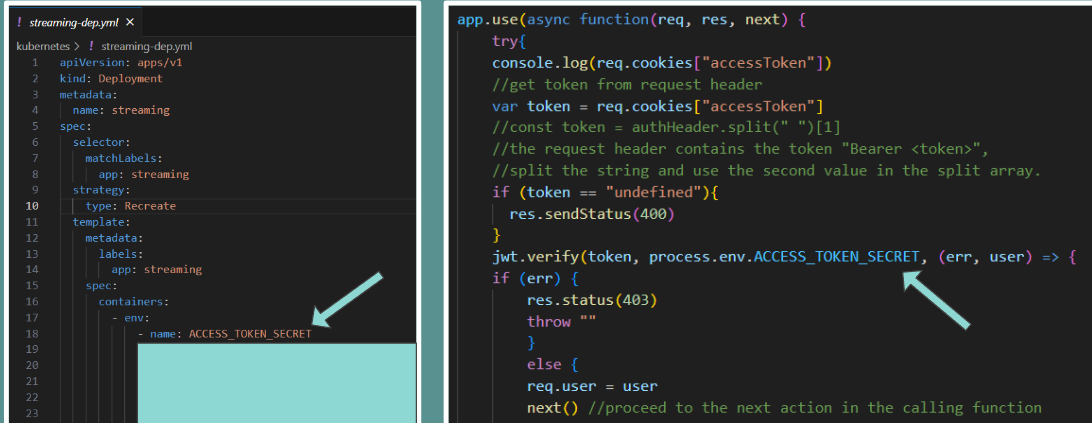 ! streaming-dep.yml ×
kubernetes > ! streaming-dep.yml
1 apiVersion: apps/v1
2 kind: Deployment
3 metadata:
4 name: streaming
5 spec:
6 selector:
7 matchLabels:
8 app: streaming
9 strategy:
10 type: Recreate
11 template:
12 metadata:
13 labels:
14 app: streaming
15 spec:
16 containers:
17 - env:
18 - name: ACCESS_TOKEN_SECRET
19
20
21
22
23
app.use(async function(req, res, next) {
try{
console.log(req.cookies["accessToken"])
//get token from request header
var token = req.cookies["accessToken"]
//const token = authHeader.split(" ")[1]
//the request header contains the token "Bearer <token>",
//split the string and use the second value in the split array.
if (token == "undefined"){
res.sendStatus(400)
}
jwt.verify(token, process.env.ACCESS_TOKEN_SECRET, (err, user) => {
if (err) {
res.status(403)
throw ""
}
else {
req.user = user
next() //proceed to the next action in the calling function